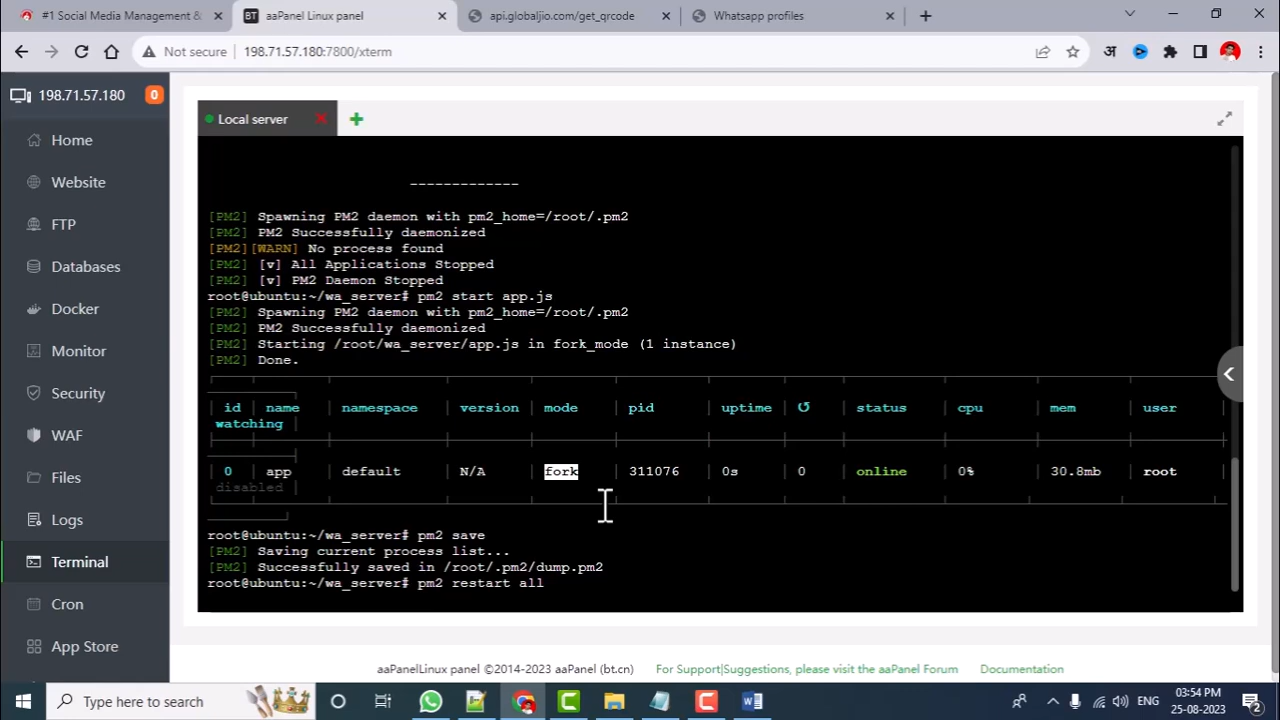 #1 Social Media Management &
aaPanel Linux panel
api.globaljio.com/get_qrcode
Whatsapp profiles
Not secure
198.71.57.180:7800/xterm
अ
198.71.57.180
0
Home
Website
FTP
Databases
Docker
Monitor
Security
WAF
Files
Logs
Terminal
Cron
App Store
Local server
-------------
[PM2] Spawning PM2 daemon with pm2_home=/root/.pm2
[PM2] PM2 Successfully daemonized
[PM2][WARN] No process found
[PM2] [v] All Applications Stopped
[PM2] [v] PM2 Daemon Stopped
root@ubuntu:~/wa_server# pm2 start app.js
[PM2] Spawning PM2 daemon with pm2_home=/root/.pm2
[PM2] PM2 Successfully daemonized
[PM2] Starting /root/wa_server/app.js in fork_mode (1 instance)
[PM2] Done.
id name namespace version mode pid uptime ↺ status cpu mem user
watching
0 app default N/A fork 311076 0s 0 online 0% 30.8mb root
disabled
root@ubuntu:~/wa_server# pm2 save
[PM2] Saving current process list...
[PM2] Successfully saved in /root/.pm2/dump.pm2
root@ubuntu:~/wa_server# pm2 restart all
aaPanelLinux panel ©2014-2023 aaPanel (bt.cn)
For Support|Suggestions, please visit the aaPanel Forum
Documentation
Type here to search
ENG
03:54 PM
25-08-2023
2